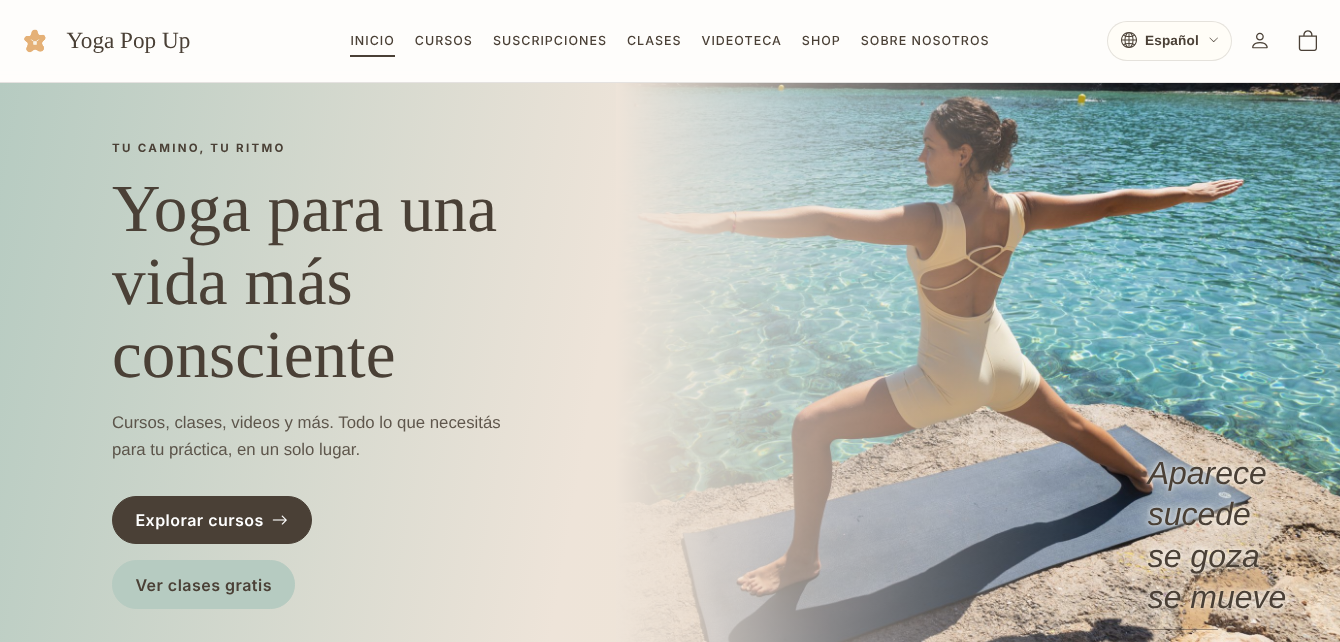 Yoga Pop Up
INICIO CURSOS SUSCRIPCIONES CLASES VIDEOTECA SHOP SOBRE NOSOTROS
Español
TU CAMINO, TU RITMO
Yoga para una
vida más
consciente
Cursos, clases, videos y más. Todo lo que necesitás
para tu práctica, en un solo lugar.
Explorar cursos
Ver clases gratis
Aparece
sucede
se goza
se mueve